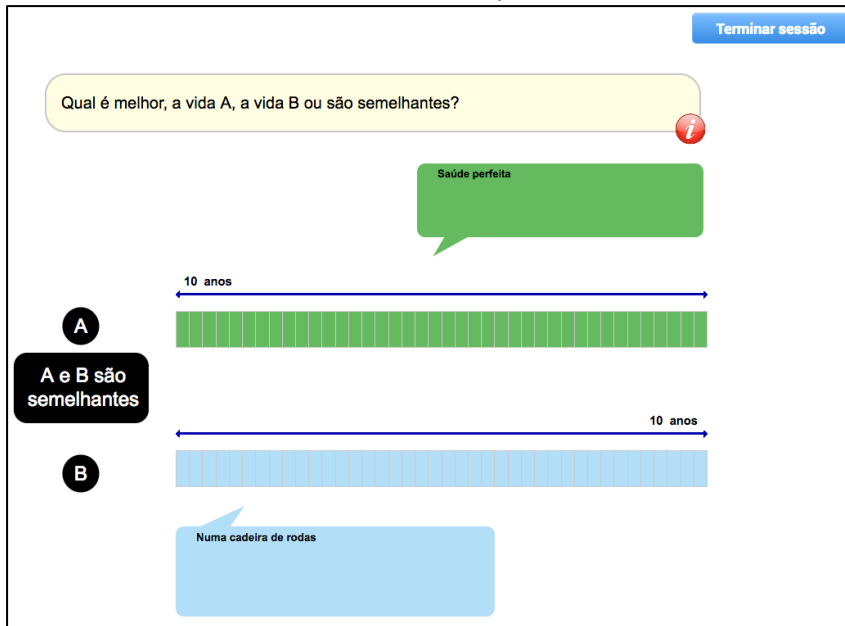 Terminar sessão
Qual é melhor, a vida A, a vida B ou são semelhantes?
i
Saúde perfeita
10 anos
A
A e B são
semelhantes
10 anos
B
Numa cadeira de rodas